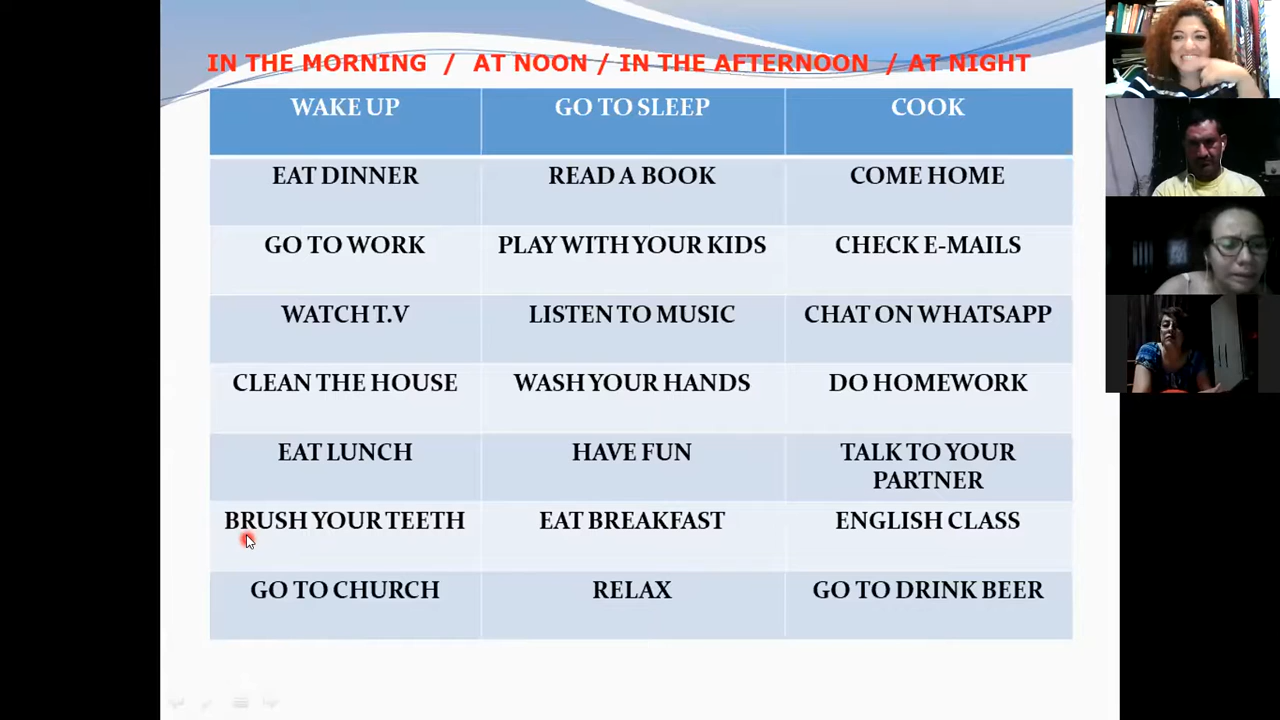 IN THE MORNING / AT NOON / IN THE AFTERNOON / AT NIGHT
WAKE UP GO TO SLEEP COOK
EAT DINNER READ A BOOK COME HOME
GO TO WORK PLAY WITH YOUR KIDS CHECK E-MAILS
WATCH T.V LISTEN TO MUSIC CHAT ON WHATSAPP
CLEAN THE HOUSE WASH YOUR HANDS DO HOMEWORK
EAT LUNCH HAVE FUN TALK TO YOUR
PARTNER
BRUSH YOUR TEETH EAT BREAKFAST ENGLISH CLASS
GO TO CHURCH RELAX GO TO DRINK BEER